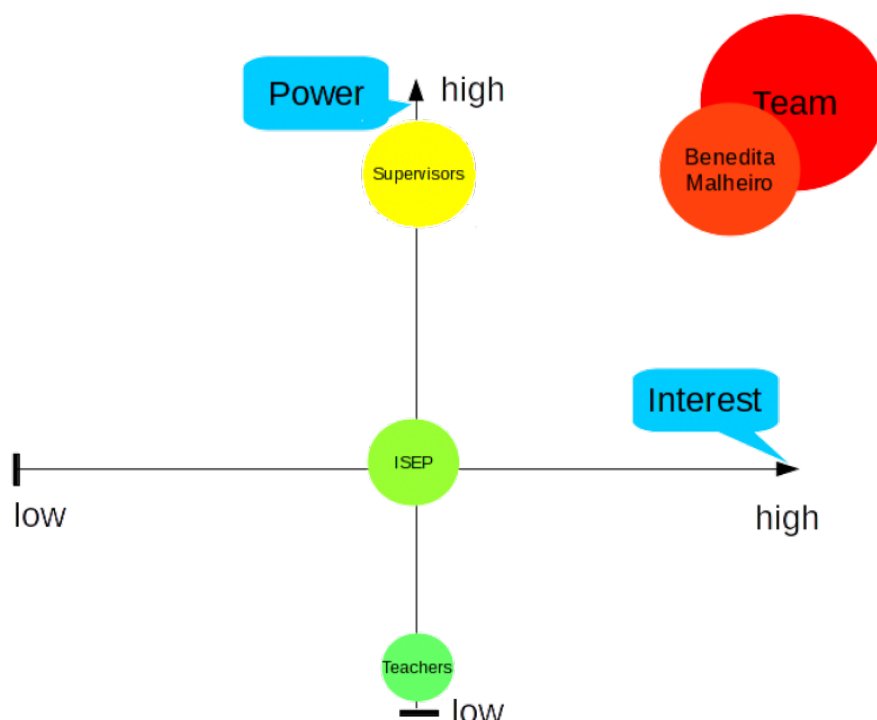 Power
high
Team
Benedita
Malheiro
Supervisors
Interest
ISEP
low
high
Teachers
low